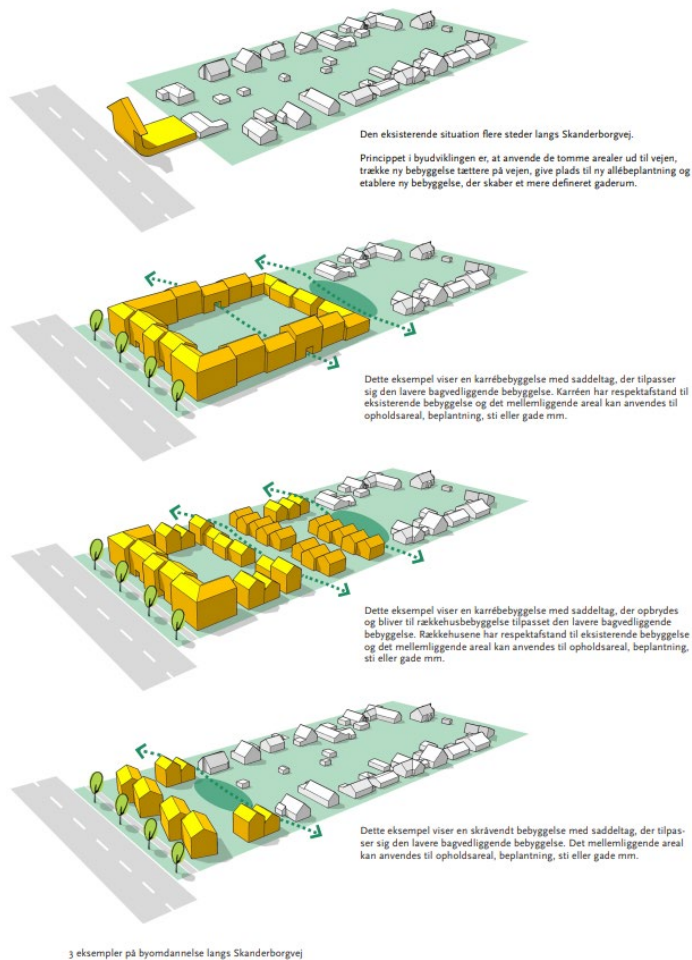 Den eksisterende situation flere steder langs Skanderborgvej.
Princippet i byudviklingen er, at anvende de tomme arealer ud til vejen,
trække ny bebyggelse tættere på vejen, give plads til ny allébeplantning og
etablere ny bebyggelse, der skaber et mere defineret gaderum.
Dette eksempel viser en karrébebyggelse med saddeltag, der tilpasser
sig den lavere bagvedliggende bebyggelse. Karréen har respektafstand til
eksisterende bebyggelse og det mellemliggende areal kan anvendes til
opholdsareal, beplantning, sti eller gade mm.
Dette eksempel viser en karrébebyggelse med saddeltag, der opbrydes
og bliver til rækkehusbebyggelse tilpasset den lavere bagvedliggende
bebyggelse. Rækkehusene har respektafstand til eksisterende bebyggelse
og det mellemliggende areal kan anvendes til opholdsareal, beplantning,
sti eller gade mm.
Dette eksempel viser en skråvendt bebyggelse med saddeltag, der tilpas-
ser sig den lavere bagvedliggende bebyggelse. Det mellemliggende areal
kan anvendes til opholdsareal, beplantning, sti eller gade mm.
3 eksempler på byomdannelse langs Skanderborgvej